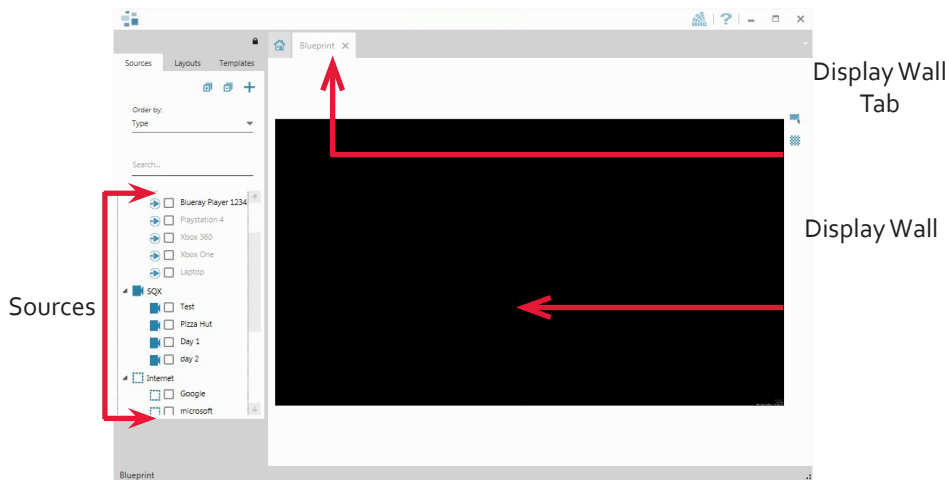 ?
Blueprint
Sources Layouts Templates
Order by:
Type
Search...
Blueray Player 1234
Playstation 4
Xbox 360
Xbox One
Laptop
SQX
Test
Pizza Hut
Day 1
day 2
Internet
Google
microsoft
Blueprint
Sources
Display Wall
Tab
Display Wall